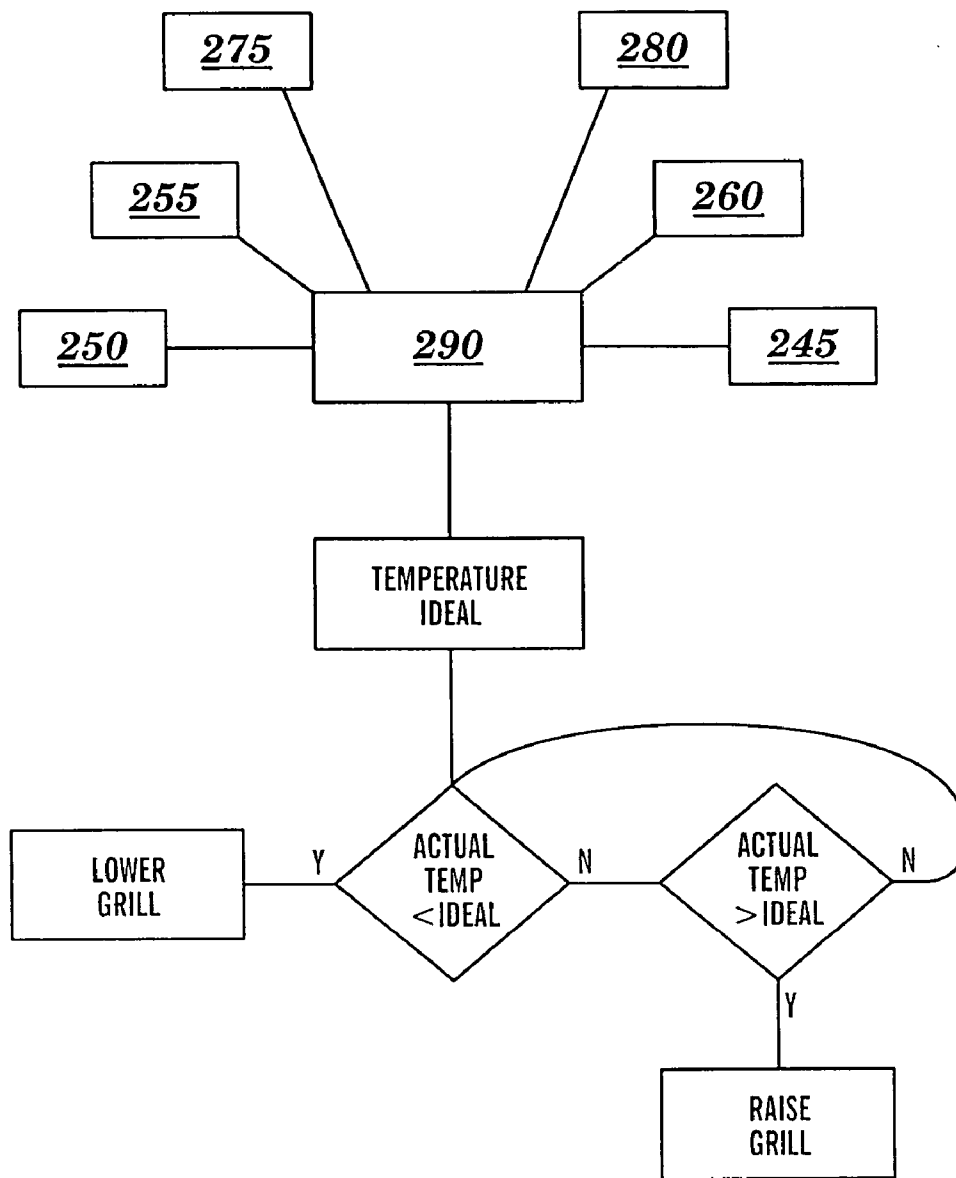 275
280
255
260
250
290
245
TEMPERATURE
IDEAL
LOWER
GRILL
Y
ACTUAL
TEMP
<IDEAL
N
ACTUAL
TEMP
>IDEAL
N
Y
RAISE
GRILL